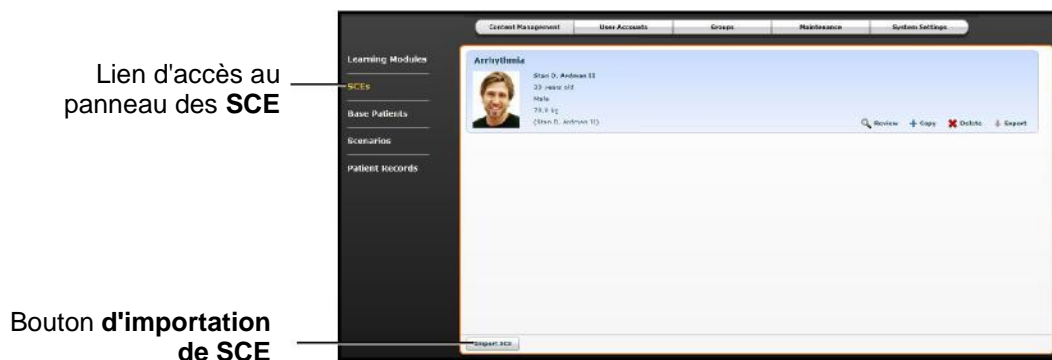 Content Management User Accounts Groups Maintenance System Settings
Lien d'accès au
panneau des SCE
Learning Modules
SCEs
Base Patients
Scenarios
Patient Records
Arrhythmia
Stan D. Ardman II
33 years old
Male
79.0 kg
(Stan D. Ardman II)
Review Copy Delete Export
Bouton d'importation
de SCE
Import SCE